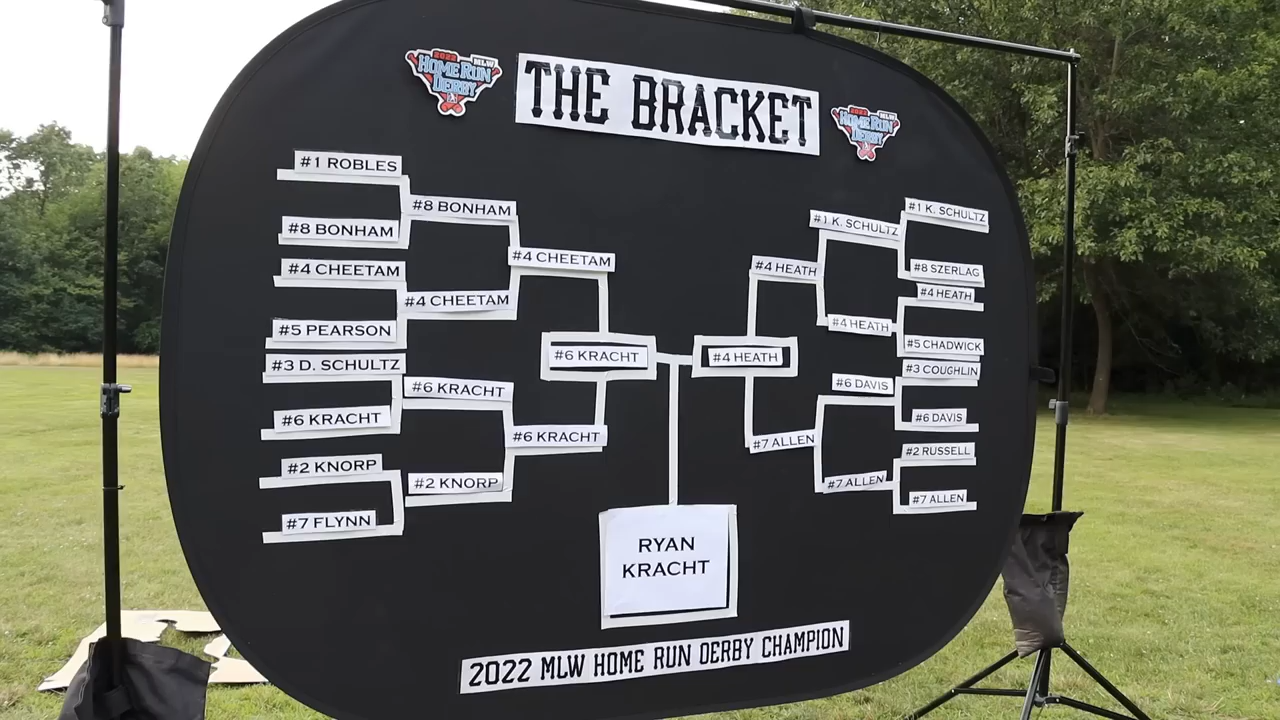 2022 MLW
HOME RUN
DERBY
THE BRACKET
2022 MLW
HOME RUN
DERBY
#1 ROBLES
#8 BONHAM
#4 CHEETAM
#5 PEARSON
#3 D. SCHULTZ
#6 KRACHT
#2 KNORP
#7 FLYNN
#8 BONHAM
#4 CHEETAM
#6 KRACHT
#2 KNORP
#4 CHEETAM
#6 KRACHT
#6 KRACHT
#4 HEATH
#4 HEATH
#7 ALLEN
#1 K. SCHULTZ
#4 HEATH
#6 DAVIS
#7 ALLEN
#1 K. SCHULTZ
#8 SZERLAG
#4 HEATH
#5 CHADWICK
#3 COUGHLIN
#6 DAVIS
#2 RUSSELL
#7 ALLEN
RYAN
KRACHT
2022 MLW HOME RUN DERBY CHAMPION